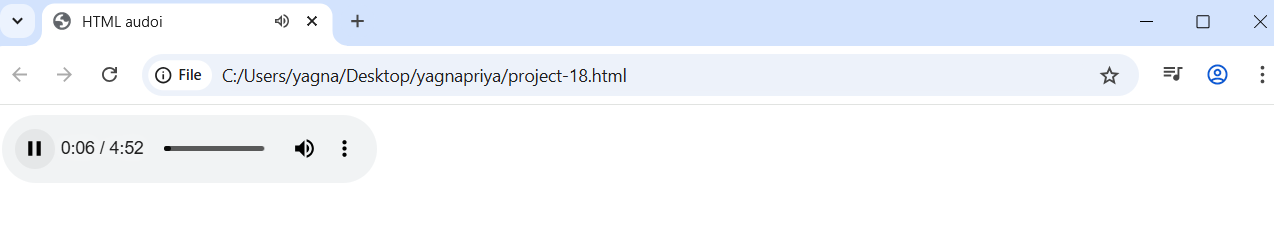 HTML audoi
File C:/Users/yagna/Desktop/yagnapriya/project-18.html
0:06 / 4:52